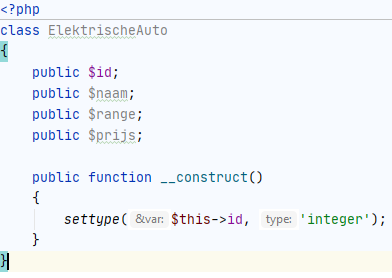 <?php
class ElektrischeAuto
{
    public $id;
    public $naam;
    public $range;
    public $prijs;

    public function __construct()
    {
        settype( &var: $this->id, type: 'integer');
    }
}